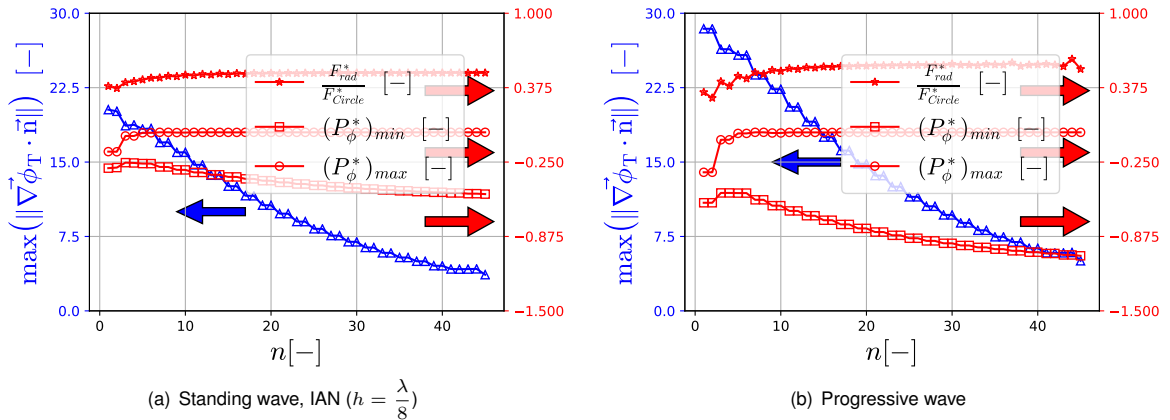 max(||∇⃗ϕ_T · n⃗||) [−]
30.0
22.5
15.0
7.5
0.0
1.000
0.375
−0.250
−0.875
−1.500
F*_rad / F*_Circle [−]
(P*_ϕ)_min [−]
(P*_ϕ)_max [−]
0 10 20 30 40
n[−]
(a) Standing wave, IAN (h = λ/8)
max(||∇⃗ϕ_T · n⃗||) [−]
30.0
22.5
15.0
7.5
0.0
1.000
0.375
−0.250
−0.875
−1.500
F*_rad / F*_Circle [−]
(P*_ϕ)_min [−]
(P*_ϕ)_max [−]
0 10 20 30 40
n[−]
(b) Progressive wave